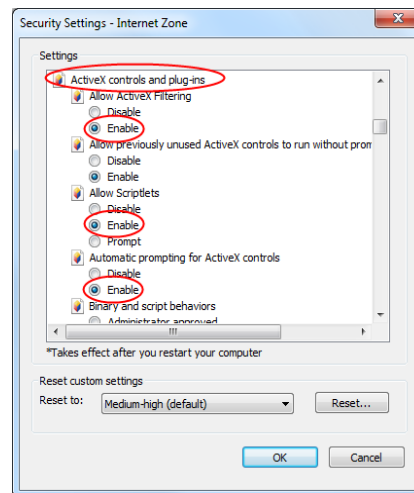 Security Settings - Internet Zone
Settings
ActiveX controls and plug-ins
Allow ActiveX Filtering
Disable
Enable
Allow previously unused ActiveX controls to run without prom
Disable
Enable
Allow Scriptlets
Disable
Enable
Prompt
Automatic prompting for ActiveX controls
Disable
Enable
Binary and script behaviors
Administrator approved
*Takes effect after you restart your computer
Reset custom settings
Reset to:
Medium-high (default)
Reset...
OK
Cancel